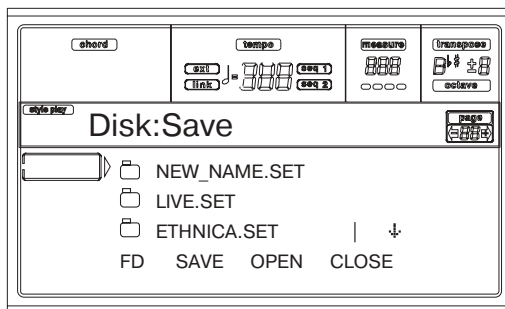 chord tempo measure transpose
ext seq 1
link seq 2 octave
style play page
Disk:Save
NEW_NAME.SET
LIVE.SET
ETHNICA.SET
FD SAVE OPEN CLOSE